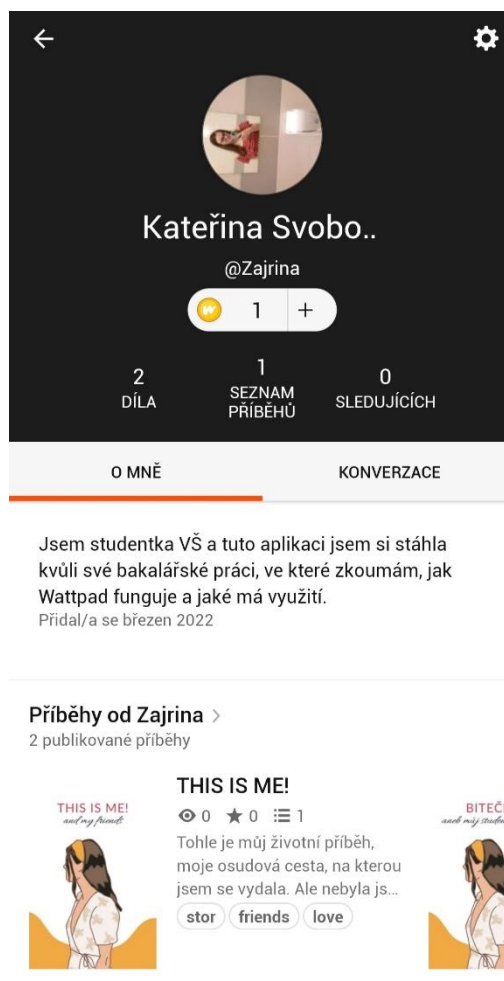 Kateřina Svobo..
@Zajrina
1 +
2
DÍLA
1
SEZNAM
PŘÍBĚHŮ
0
SLEDUJÍCÍCH
O MNĚ
KONVERZACE
Jsem studentka VŠ a tuto aplikaci jsem si stáhla
kvůli své bakalářské práci, ve které zkoumám, jak
Wattpad funguje a jaké má využití.
Přidal/a se březen 2022
Příběhy od Zajrina >
2 publikované příběhy
THIS IS ME!
and my friends
THIS IS ME!
0 0 1
Tohle je můj životní příběh,
moje osudová cesta, na kterou
jsem se vydala. Ale nebyla js...
stor friends love
BITEČ
aneb můj studen